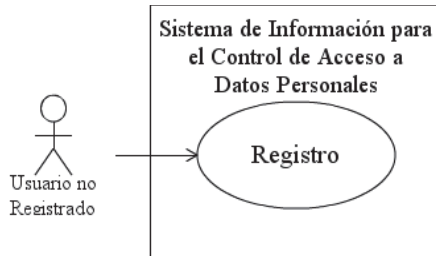 Sistema de Información para
el Control de Acceso a
Datos Personales
Registro
Usuario no
Registrado